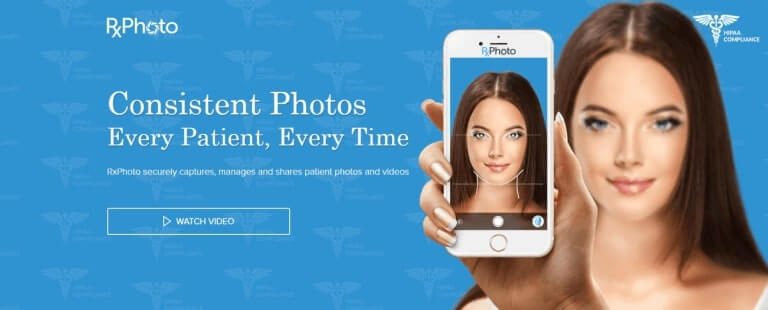 RxPhoto
HIPAA
COMPLIANCE
RxPhoto
Consistent Photos
Every Patient, Every Time
RxPhoto securely captures, manages and shares patient photos and videos
WATCH VIDEO